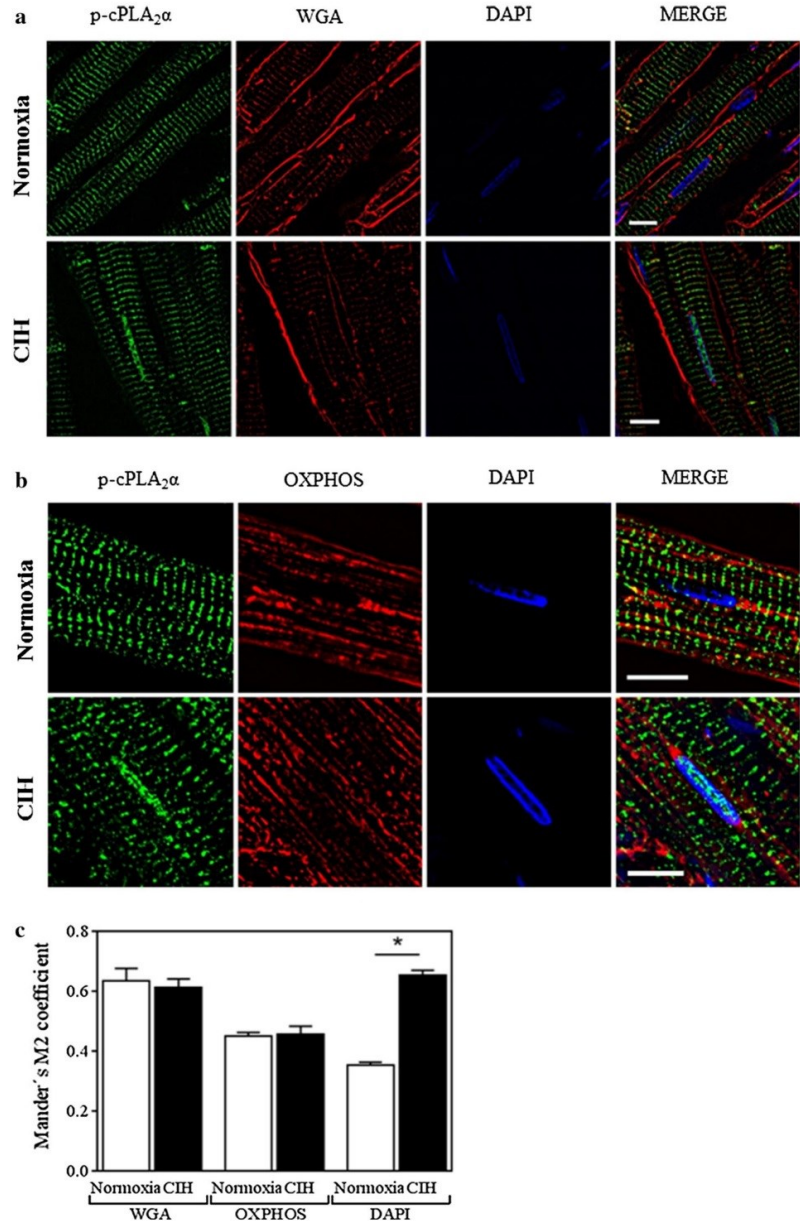 a
p-cPLA₂α WGA DAPI MERGE
Normoxia
CIH
b
p-cPLA₂α OXPHOS DAPI MERGE
Normoxia
CIH
c
Mander´s M2 coefficient
0.8
0.6
0.4
0.2
0.0
*
Normoxia CIH Normoxia CIH Normoxia CIH
WGA OXPHOS DAPI